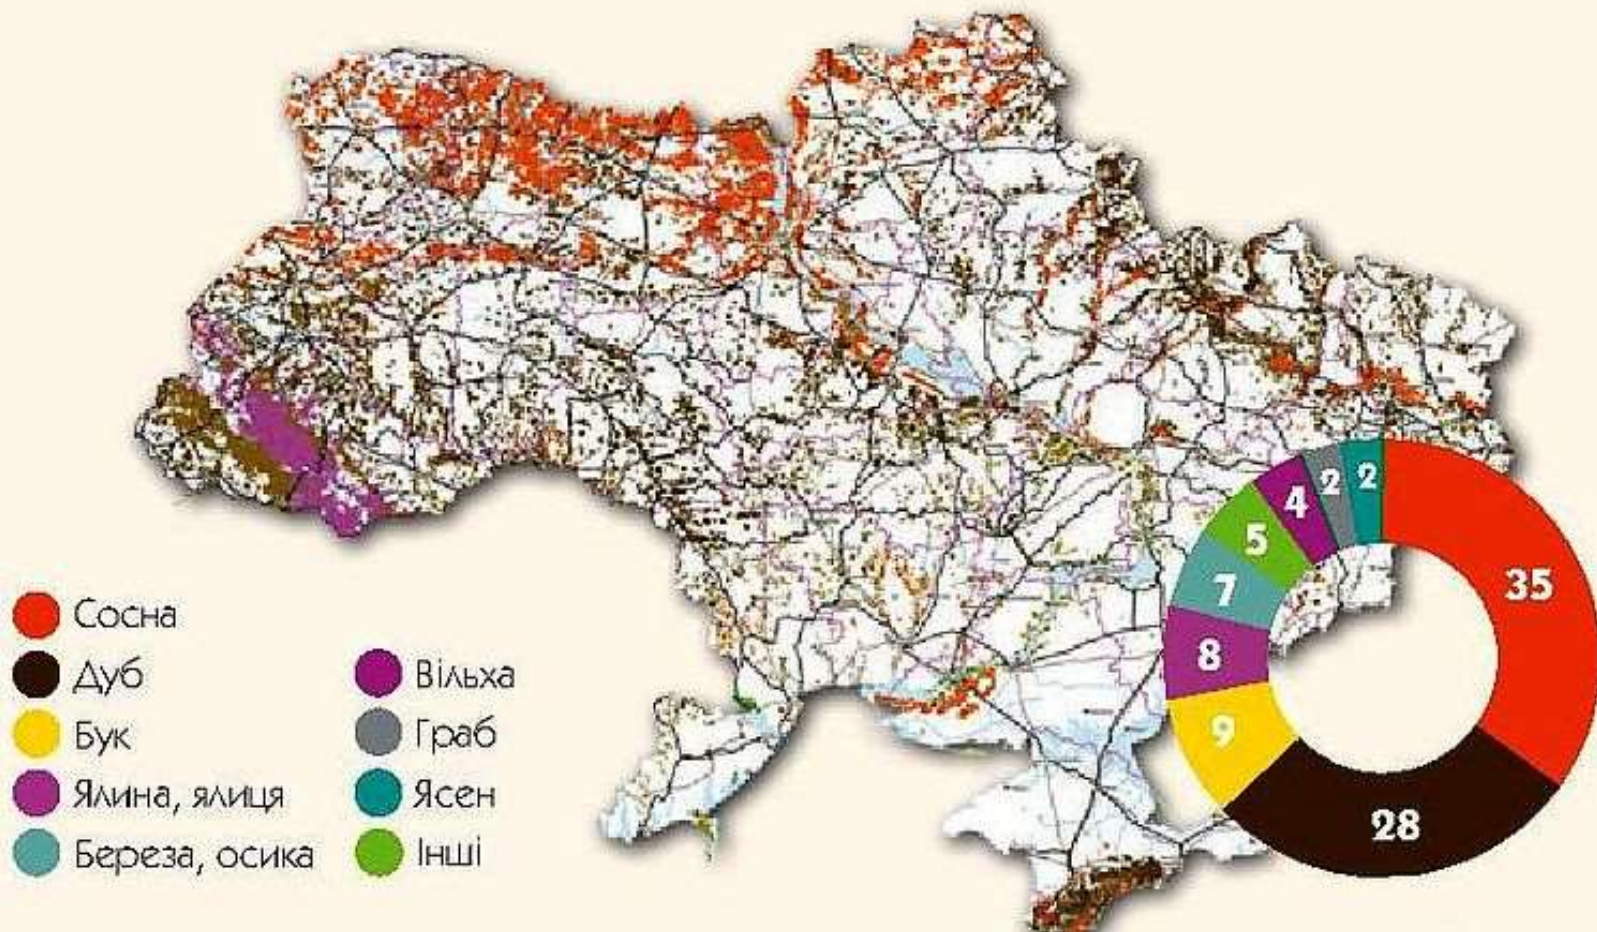 Сосна
Дуб
Бук
Ялина, ялиця
Береза, осика
Вільха
Граб
Ясен
Інші
35
28
9
8
7
5
4
2
2